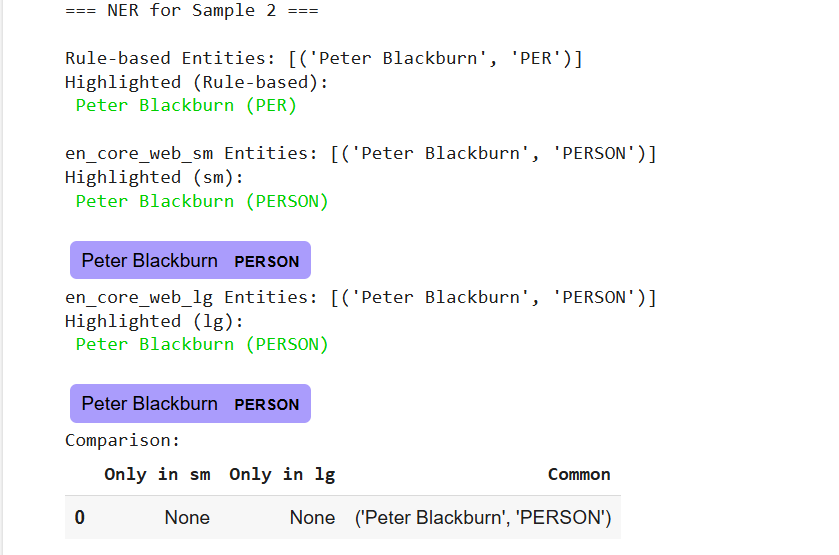 === NER for Sample 2 ===
Rule-based Entities: [('Peter Blackburn', 'PER')]
Highlighted (Rule-based):
Peter Blackburn (PER)
en_core_web_sm Entities: [('Peter Blackburn', 'PERSON')]
Highlighted (sm):
Peter Blackburn (PERSON)
Peter Blackburn PERSON
en_core_web_lg Entities: [('Peter Blackburn', 'PERSON')]
Highlighted (lg):
Peter Blackburn (PERSON)
Peter Blackburn PERSON
Comparison:
Only in sm Only in lg Common
0 None None ('Peter Blackburn', 'PERSON')